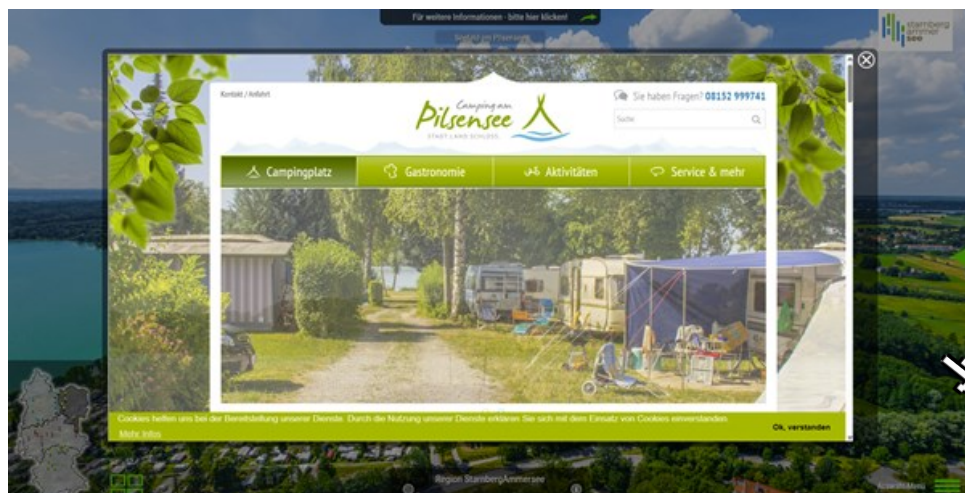 Für weitere Informationen - bitte hier klicken!
starnberg
ammer
see
Kontakt / Anfahrt
Camping am
Pilsensee
STADT LAND SCHLOSS
Sie haben Fragen? 08152 999741
Suche
Campingplatz
Gastronomie
Aktivitäten
Service & mehr
Cookies helfen uns bei der Bereitstellung unserer Dienste. Durch die Nutzung unserer Dienste erklären Sie sich mit dem Einsatz von Cookies einverstanden.
Mehr Infos
Ok, verstanden
Region StarnbergAmmersee